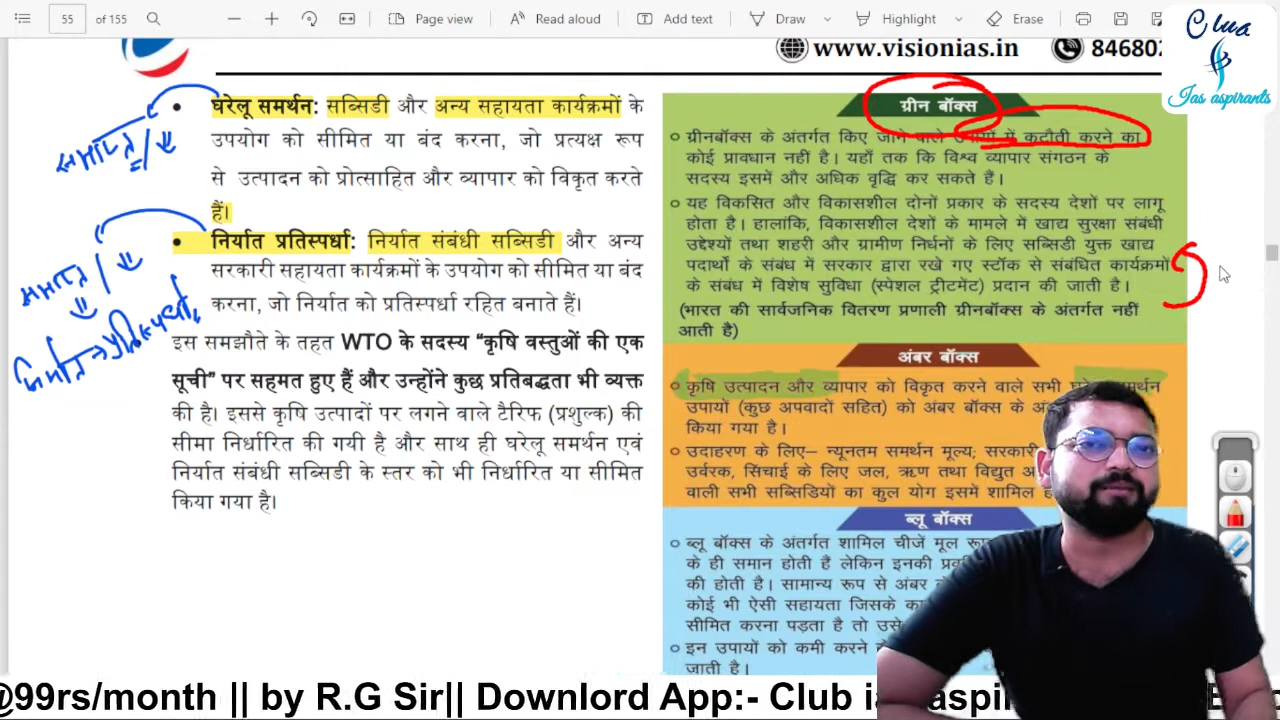 55 of 155
Page view
Read aloud
Add text
Draw
Highlight
Erase
Clua
Ias aspirants
www.visionias.in
84680
• घरेलू समर्थन: सब्सिडी और अन्य सहायता कार्यक्रमों के
उपयोग को सीमित या बंद करना, जो प्रत्यक्ष रूप
से उत्पादन को प्रोत्साहित और व्यापार को विकृत करते
हैं।
• निर्यात प्रतिस्पर्धा: निर्यात संबंधी सब्सिडी और अन्य
सरकारी सहायता कार्यक्रमों के उपयोग को सीमित या बंद
करना, जो निर्यात को प्रतिस्पर्धा रहित बनाते हैं।
इस समझौते के तहत WTO के सदस्य “कृषि वस्तुओं की एक
सूची” पर सहमत हुए हैं और उन्होंने कुछ प्रतिबद्धता भी व्यक्त
की है। इससे कृषि उत्पादों पर लगने वाले टैरिफ (प्रशुल्क) की
सीमा निर्धारित की गयी है और साथ ही घरेलू समर्थन एवं
निर्यात संबंधी सब्सिडी के स्तर को भी निर्धारित या सीमित
किया गया है।
समाप्त/
समाप्त/
ग्रीन बॉक्स
ग्रीनबॉक्स के अंतर्गत किए जाने वाले उपायों में कटौती करने का
कोई प्रावधान नहीं है। यहाँ तक कि विश्व व्यापार संगठन के
सदस्य इसमें और अधिक वृद्धि कर सकते हैं।
यह विकसित और विकासशील दोनों प्रकार के सदस्य देशों पर लागू
होता है। हालांकि, विकासशील देशों के मामले में खाद्य सुरक्षा संबंधी
उद्देश्यों तथा शहरी और ग्रामीण निर्धनों के लिए सब्सिडी युक्त खाद्य
पदार्थों के संबंध में सरकार द्वारा रखे गए स्टॉक से संबंधित कार्यक्रमों
के संबंध में विशेष सुविधा (स्पेशल ट्रीटमेंट) प्रदान की जाती है।
(भारत की सार्वजनिक वितरण प्रणाली ग्रीनबॉक्स के अंतर्गत नहीं
आती है)
अंबर बॉक्स
कृषि उत्पादन और व्यापार को विकृत करने वाले सभी घरेलू समर्थन
उपायों (कुछ अपवादों सहित) को अंबर बॉक्स के
किया गया है।
उदाहरण के लिए– न्यूनतम समर्थन मूल्य; सरकारी
उर्वरक, सिंचाई के लिए जल, ऋण तथा विद्युत
वाली सभी सब्सिडियों का कुल योग इसमें शामिल
ब्लू बॉक्स
ब्लू बॉक्स के अंतर्गत शामिल चीजें मूल
के ही समान होती हैं लेकिन इनकी
की होती है। सामान्य रूप से अंबर
कोई भी ऐसी सहायता जिसके
सीमित करना पड़ता है तो उसे
इन उपायों को कमी करने
जाती है।
@99rs/month || by R.G Sir|| Downlord App:- Club